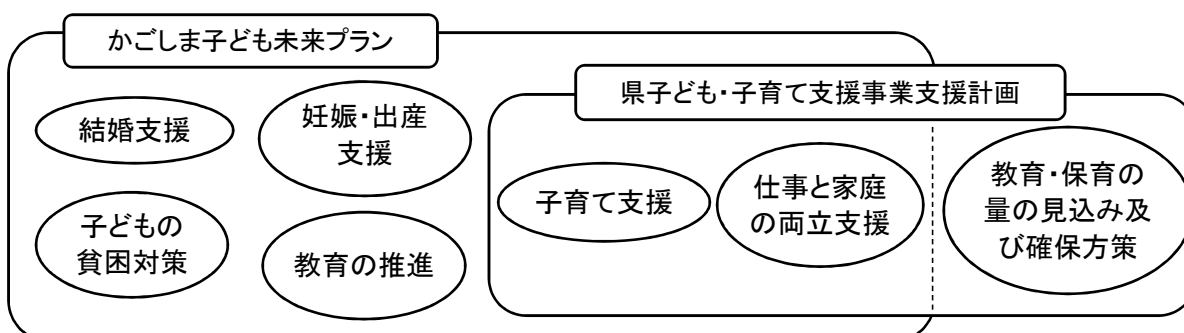 かごしま子ども未来プラン
県子ども・子育て支援事業支援計画
結婚支援
妊娠・出産
支援
子どもの
貧困対策
教育の推進
子育て支援
仕事と家庭
の両立支援
教育・保育の
量の見込み及
び確保方策